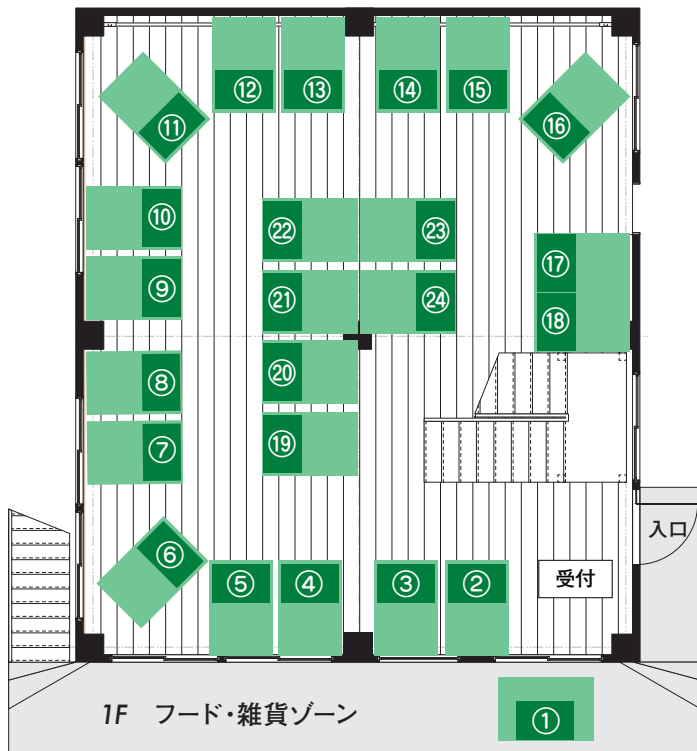 ⑫ ⑬ ⑭ ⑮
⑪ ⑯
⑩ ㉒ ㉓
⑰
⑨ ㉑ ㉔
⑱
⑧ ⑳
⑦ ⑲
入口
⑥
⑤ ④ ③ ② 受付
1F フード・雑貨ゾーン
①